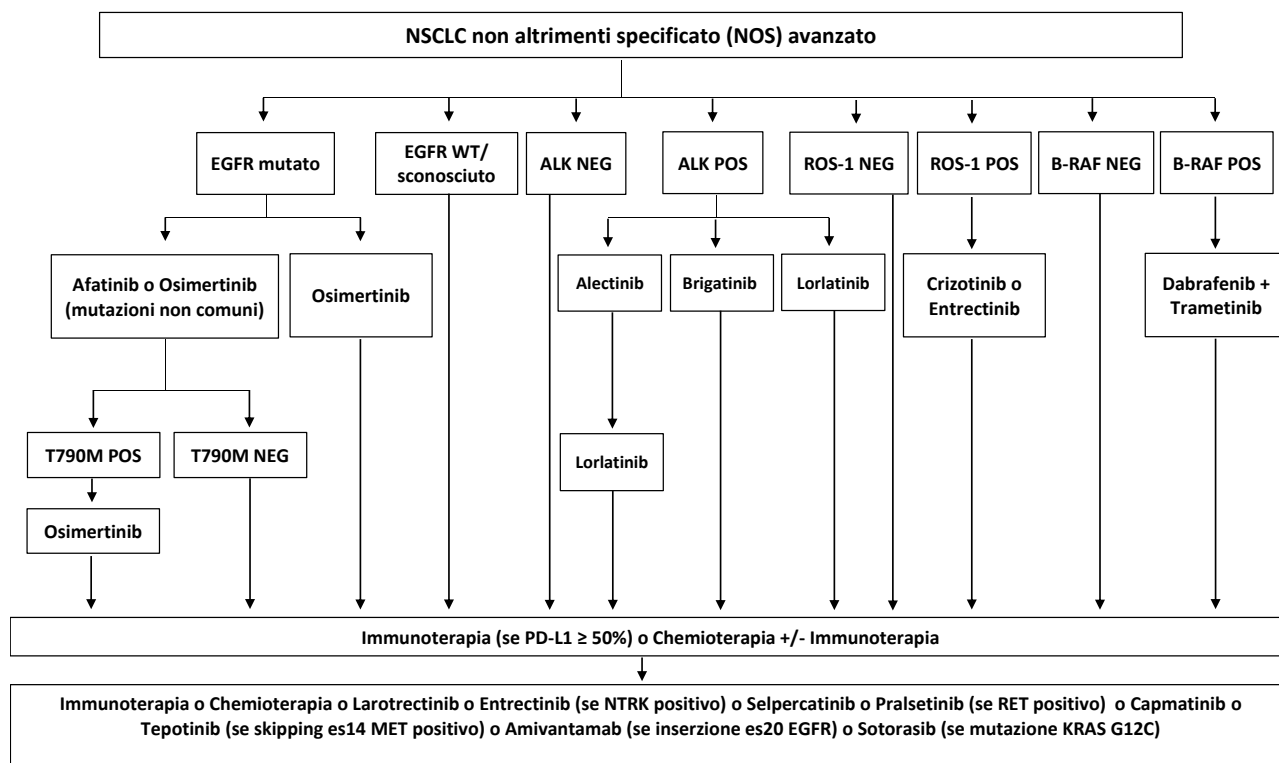 NSCLC non altrimenti specificato (NOS) avanzato
EGFR mutato
EGFR WT/
sconosciuto
ALK NEG
ALK POS
ROS-1 NEG
ROS-1 POS
B-RAF NEG
B-RAF POS
Afatinib o Osimertinib
(mutazioni non comuni)
Osimertinib
Alectinib
Brigatinib
Lorlatinib
Crizotinib o
Entrectinib
Dabrafenib +
Trametinib
T790M POS
T790M NEG
Lorlatinib
Osimertinib
Immunoterapia (se PD-L1 ≥ 50%) o Chemioterapia +/- Immunoterapia
Immunoterapia o Chemioterapia o Larotrectinib o Entrectinib (se NTRK positivo) o Selpercatinib o Pralsetinib (se RET positivo) o Capmatinib o
Tepotinib (se skipping es14 MET positivo) o Amivantamab (se inserzione es20 EGFR) o Sotorasib (se mutazione KRAS G12C)